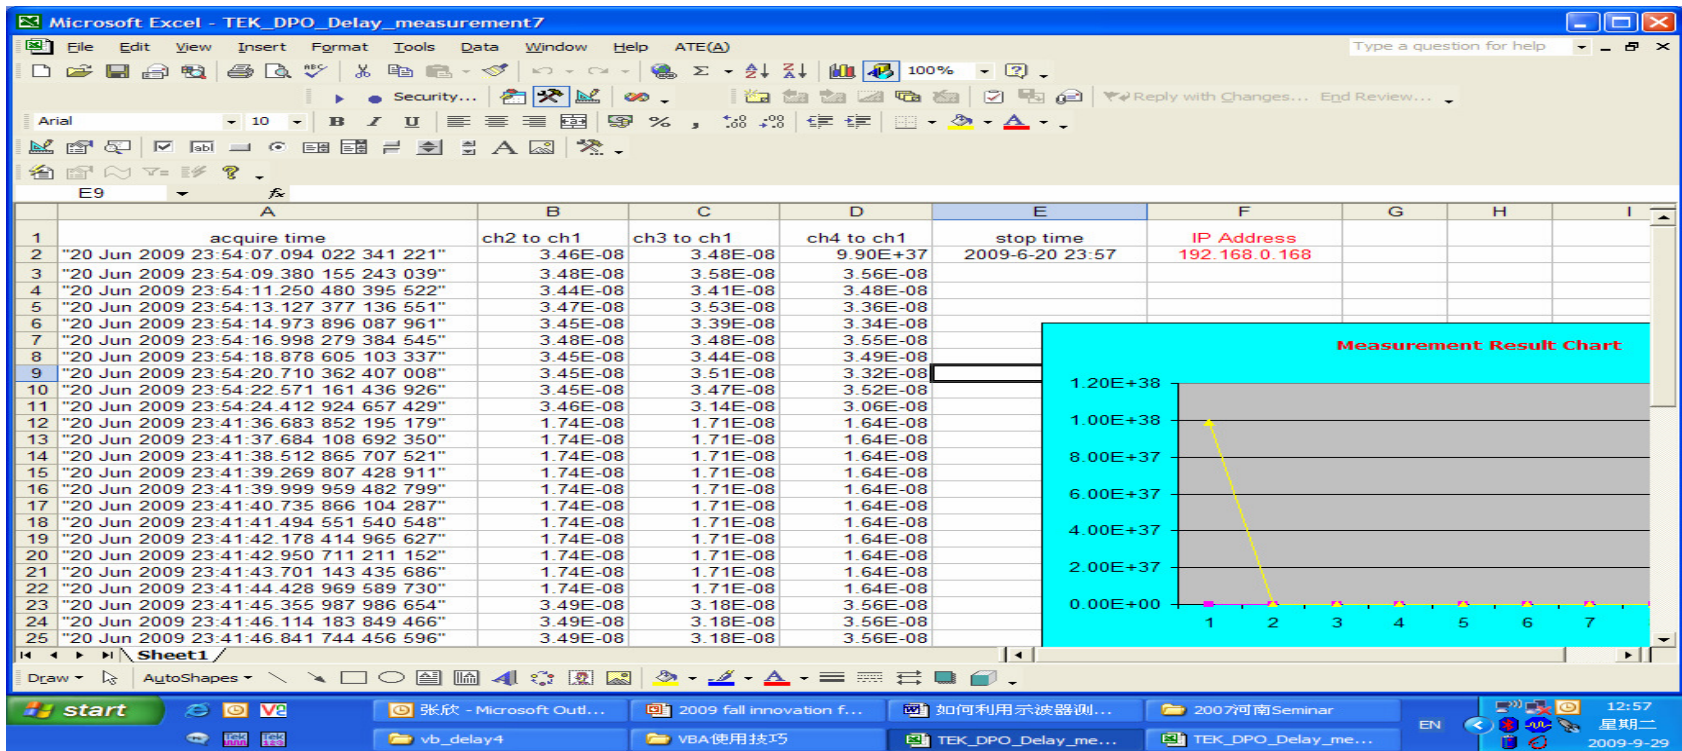 Microsoft Excel - TEK_DPO_Delay_measurement7
File Edit View Insert Format Tools Data Window Help ATE(A) Type a question for help
100%
Security... Reply with Changes... End Review...
Arial 10 B I U
E9 fx
A B C D E F G H I
1 acquire time ch2 to ch1 ch3 to ch1 ch4 to ch1 stop time IP Address
2 "20 Jun 2009 23:54:07.094 022 341 221" 3.46E-08 3.48E-08 9.90E+37 2009-6-20 23:57 192.168.0.168
3 "20 Jun 2009 23:54:09.380 155 243 039" 3.48E-08 3.58E-08 3.56E-08
4 "20 Jun 2009 23:54:11.250 480 395 522" 3.44E-08 3.41E-08 3.48E-08
5 "20 Jun 2009 23:54:13.127 377 136 551" 3.47E-08 3.53E-08 3.36E-08
6 "20 Jun 2009 23:54:14.973 896 087 961" 3.45E-08 3.39E-08 3.34E-08
7 "20 Jun 2009 23:54:16.998 279 384 545" 3.48E-08 3.48E-08 3.55E-08
8 "20 Jun 2009 23:54:18.878 605 103 337" 3.45E-08 3.44E-08 3.49E-08
9 "20 Jun 2009 23:54:20.710 362 407 008" 3.45E-08 3.51E-08 3.32E-08
10 "20 Jun 2009 23:54:22.571 161 436 926" 3.45E-08 3.47E-08 3.52E-08
11 "20 Jun 2009 23:54:24.412 924 657 429" 3.46E-08 3.14E-08 3.06E-08
12 "20 Jun 2009 23:41:36.683 852 195 179" 1.74E-08 1.71E-08 1.64E-08
13 "20 Jun 2009 23:41:37.684 108 692 350" 1.74E-08 1.71E-08 1.64E-08
14 "20 Jun 2009 23:41:38.512 865 707 521" 1.74E-08 1.71E-08 1.64E-08
15 "20 Jun 2009 23:41:39.269 807 428 911" 1.74E-08 1.71E-08 1.64E-08
16 "20 Jun 2009 23:41:39.999 959 482 799" 1.74E-08 1.71E-08 1.64E-08
17 "20 Jun 2009 23:41:40.735 866 104 287" 1.74E-08 1.71E-08 1.64E-08
18 "20 Jun 2009 23:41:41.494 551 540 548" 1.74E-08 1.71E-08 1.64E-08
19 "20 Jun 2009 23:41:42.178 414 965 627" 1.74E-08 1.71E-08 1.64E-08
20 "20 Jun 2009 23:41:42.950 711 211 152" 1.74E-08 1.71E-08 1.64E-08
21 "20 Jun 2009 23:41:43.701 143 435 686" 1.74E-08 1.71E-08 1.64E-08
22 "20 Jun 2009 23:41:44.428 969 589 730" 1.74E-08 1.71E-08 1.64E-08
23 "20 Jun 2009 23:41:45.355 987 986 654" 3.49E-08 3.18E-08 3.56E-08
24 "20 Jun 2009 23:41:46.114 183 849 466" 3.49E-08 3.18E-08 3.56E-08
25 "20 Jun 2009 23:41:46.841 744 456 596" 3.49E-08 3.18E-08 3.56E-08
Measurement Result Chart
1.20E+38
1.00E+38
8.00E+37
6.00E+37
4.00E+37
2.00E+37
0.00E+00
1 2 3 4 5 6 7
Sheet1
Draw AutoShapes
start 张欣 - Microsoft Outl... 2009 fall innovation f... 如何利用示波器测... 2007河南Seminar
vb_delay4 VBA使用技巧 TEK_DPO_Delay_me... TEK_DPO_Delay_me...
EN 12:57
星期二
2009-9-29